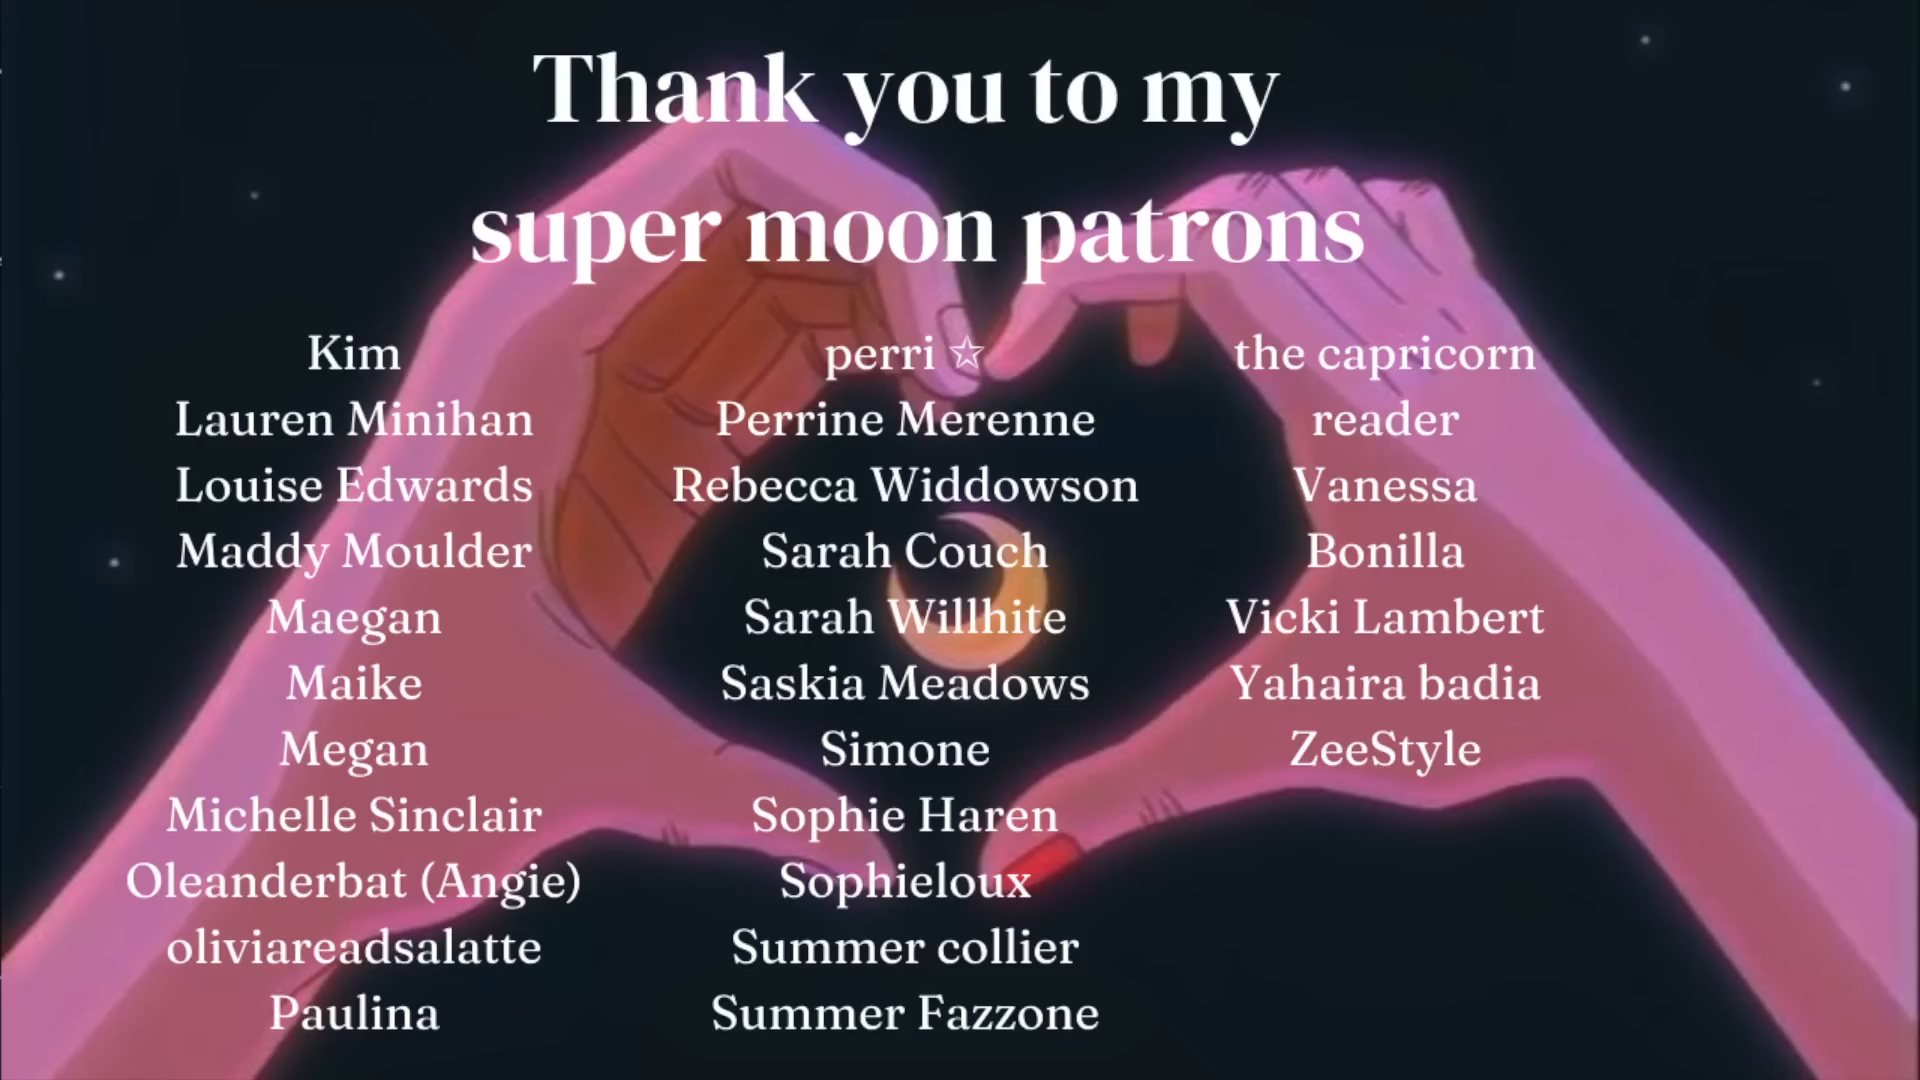 Thank you to my
super moon patrons
Kim
Lauren Minihan
Louise Edwards
Maddy Moulder
Maegan
Maike
Megan
Michelle Sinclair
Oleanderbat (Angie)
oliviareadsalatte
Paulina
perri ☆
Perrine Merenne
Rebecca Widdowson
Sarah Couch
Sarah Willhite
Saskia Meadows
Simone
Sophie Haren
Sophieloux
Summer collier
Summer Fazzone
the capricorn
reader
Vanessa
Bonilla
Vicki Lambert
Yahaira badia
ZeeStyle